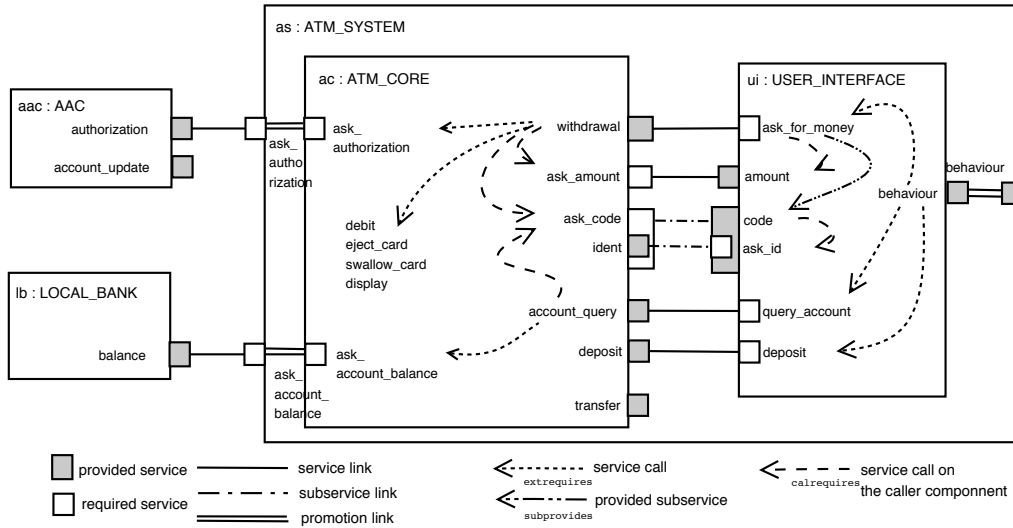 as : ATM_SYSTEM
ac : ATM_CORE
ui : USER_INTERFACE
aac : AAC
authorization
account_update
ask_
autho
rization
ask_
authorization
withdrawal
ask_for_money
ask_amount
amount
behaviour
behaviour
ask_code
code
ident
ask_id
debit
eject_card
swallow_card
display
lb : LOCAL_BANK
balance
ask_
account_
balance
ask_
account_balance
account_query
query_account
deposit
deposit
transfer
provided service
service link
service call
extrequires
service call on
the caller componnent
calrequires
required service
subservice link
provided subservice
subprovides
promotion link